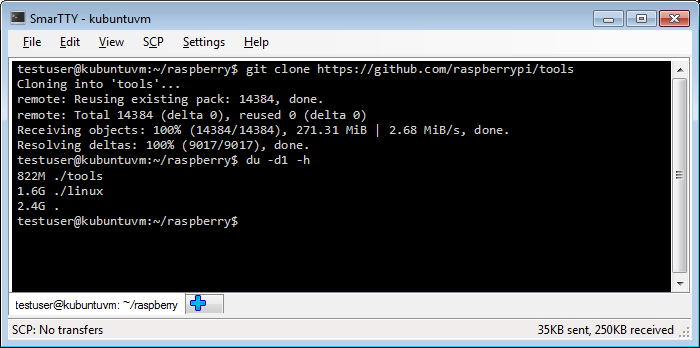 SmarTTY - kubuntuvm
File Edit View SCP Settings Help
testuser@kubuntuvm:~/raspberry$ git clone https://github.com/raspberrypi/tools
Cloning into 'tools'...
remote: Reusing existing pack: 14384, done.
remote: Total 14384 (delta 0), reused 0 (delta 0)
Receiving objects: 100% (14384/14384), 271.31 MiB | 2.68 MiB/s, done.
Resolving deltas: 100% (9017/9017), done.
testuser@kubuntuvm:~/raspberry$ du -d1 -h
822M ./tools
1.6G ./linux
2.4G .
testuser@kubuntuvm:~/raspberry$
testuser@kubuntuvm: ~/raspberry
SCP: No transfers 35KB sent, 250KB received